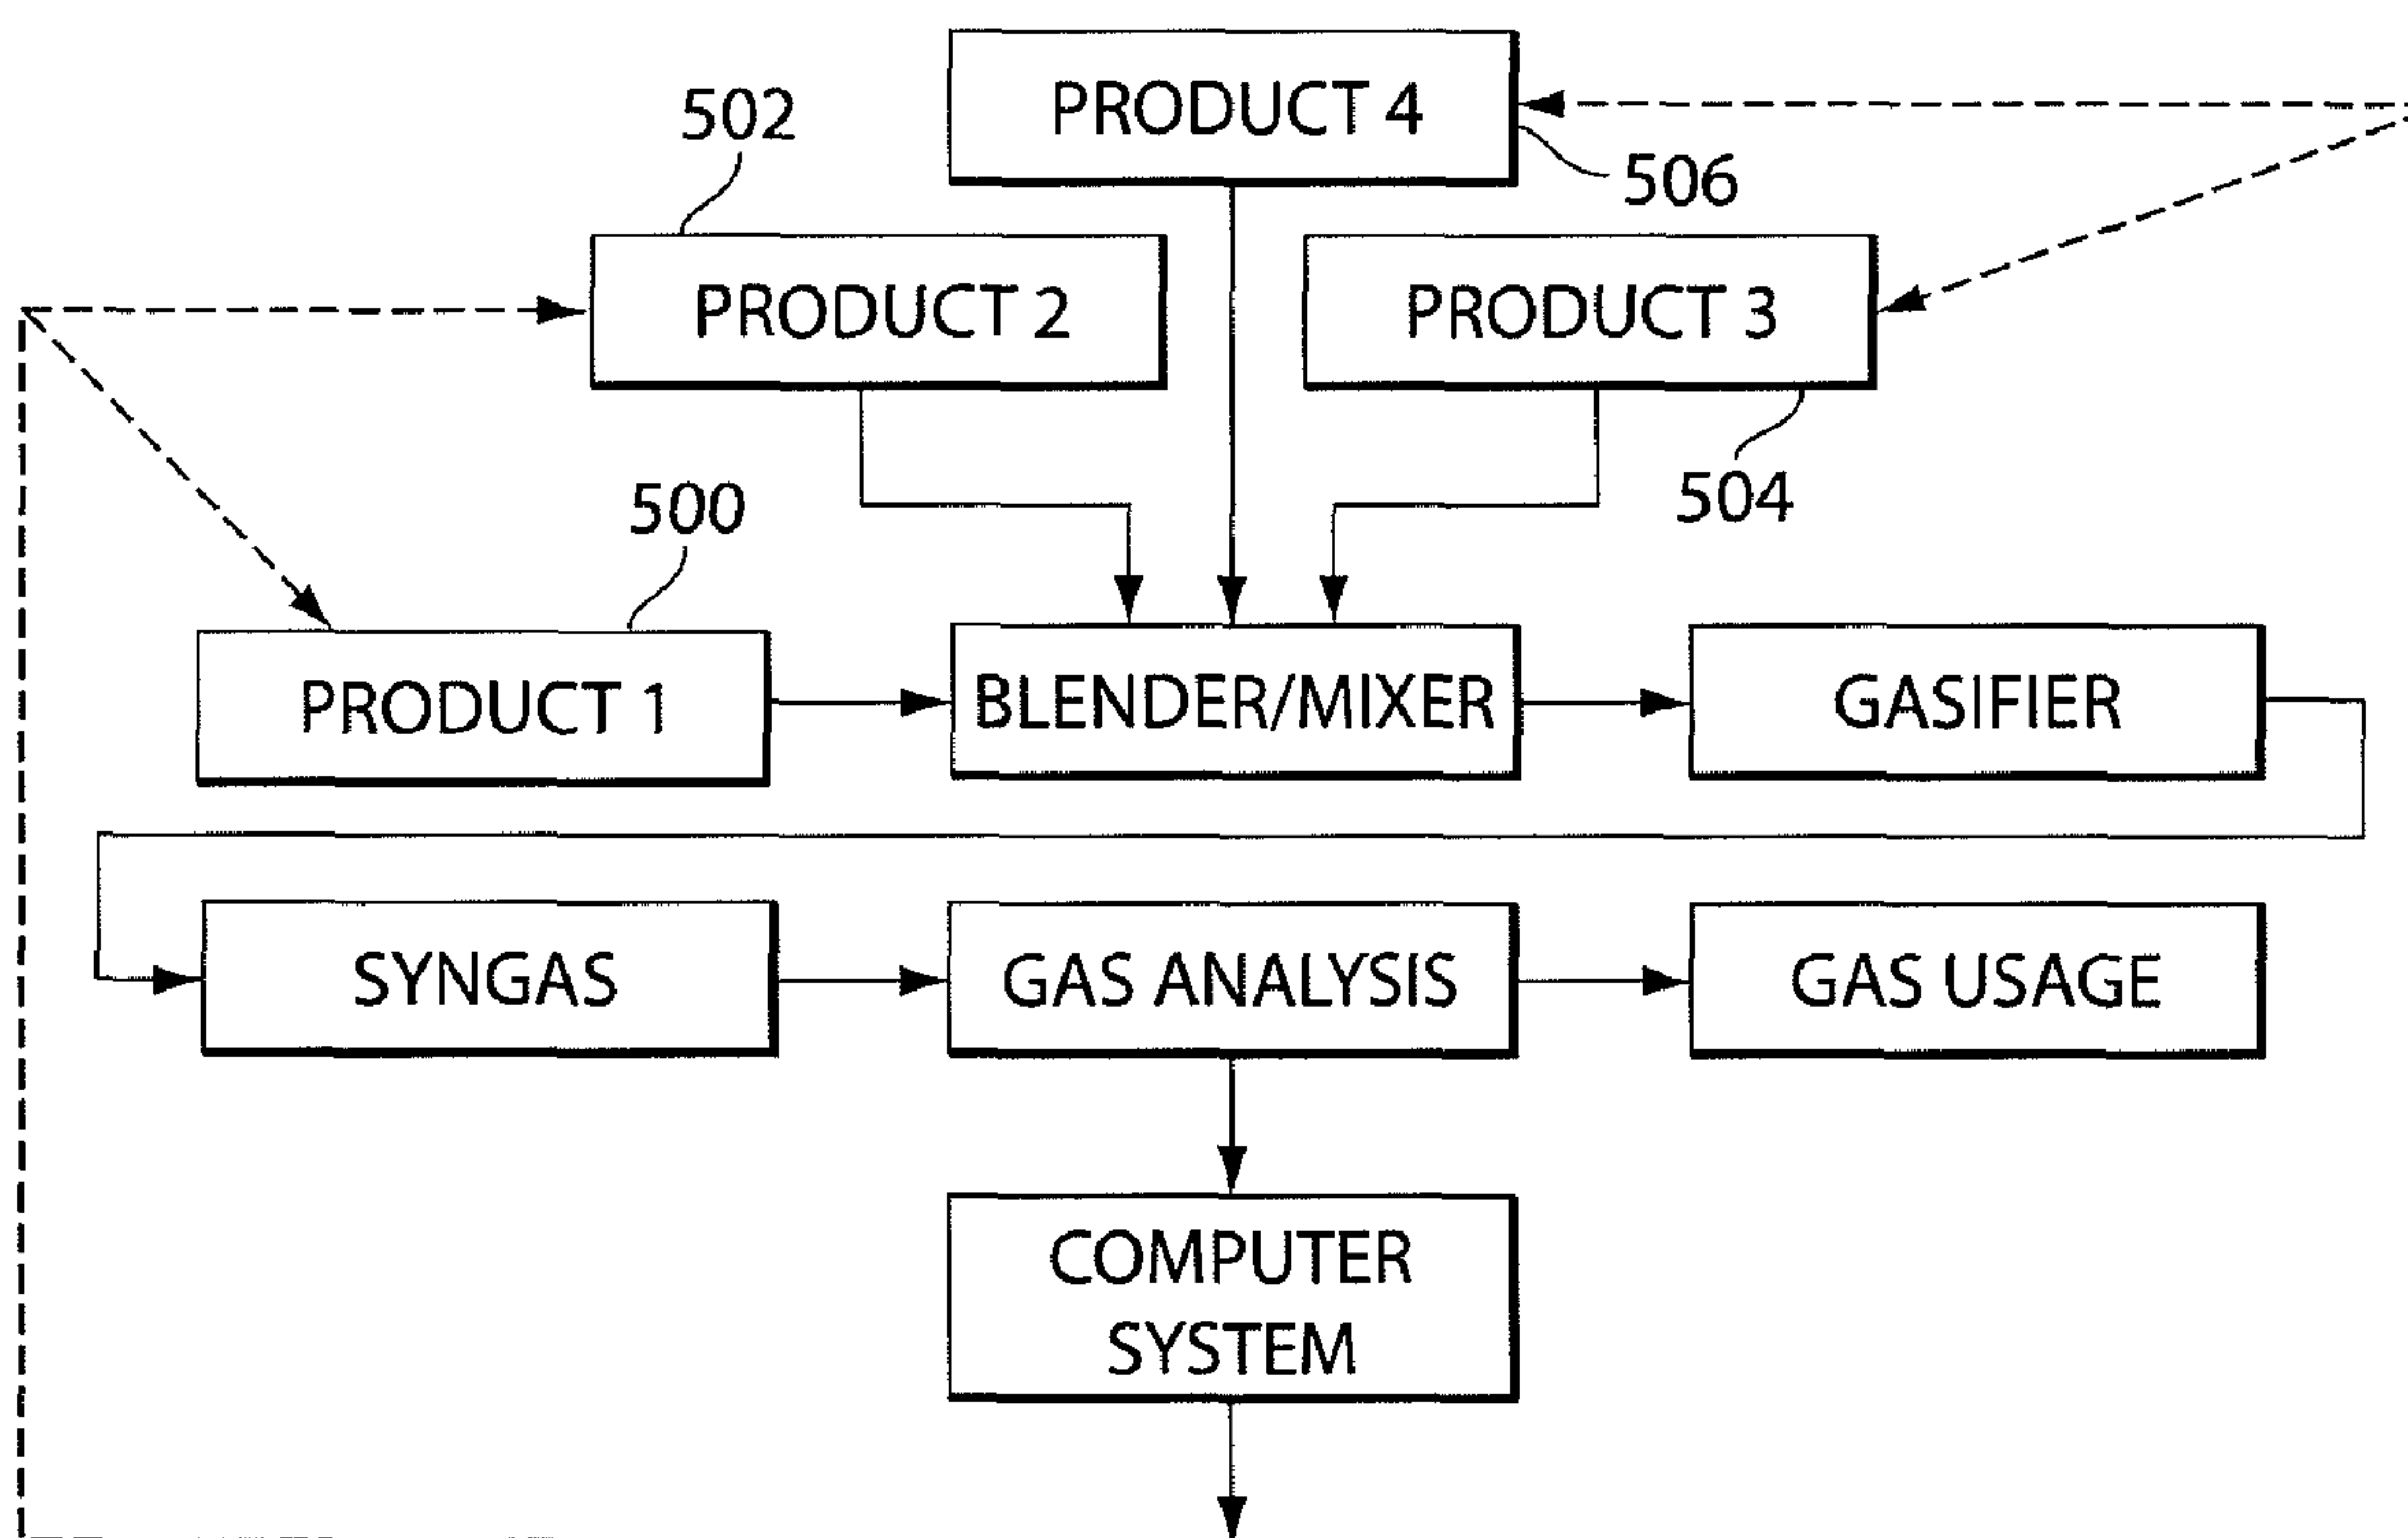 PRODUCT 4
502
506
PRODUCT 2
PRODUCT 3
500
504
PRODUCT 1
BLENDER/MIXER
GASIFIER
SYNGAS
GAS ANALYSIS
GAS USAGE
COMPUTER
SYSTEM